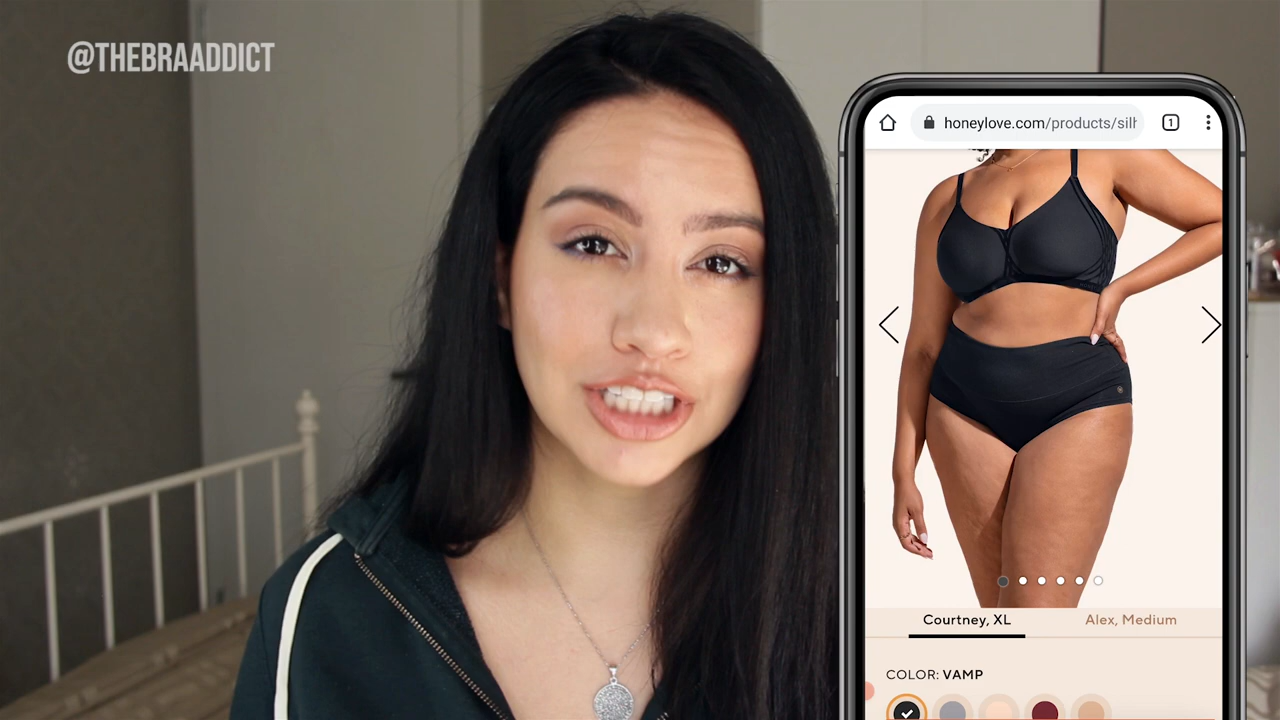 @THEBRAADDICT
honeylove.com/products/silh
1
Courtney, XL
Alex, Medium
COLOR: VAMP